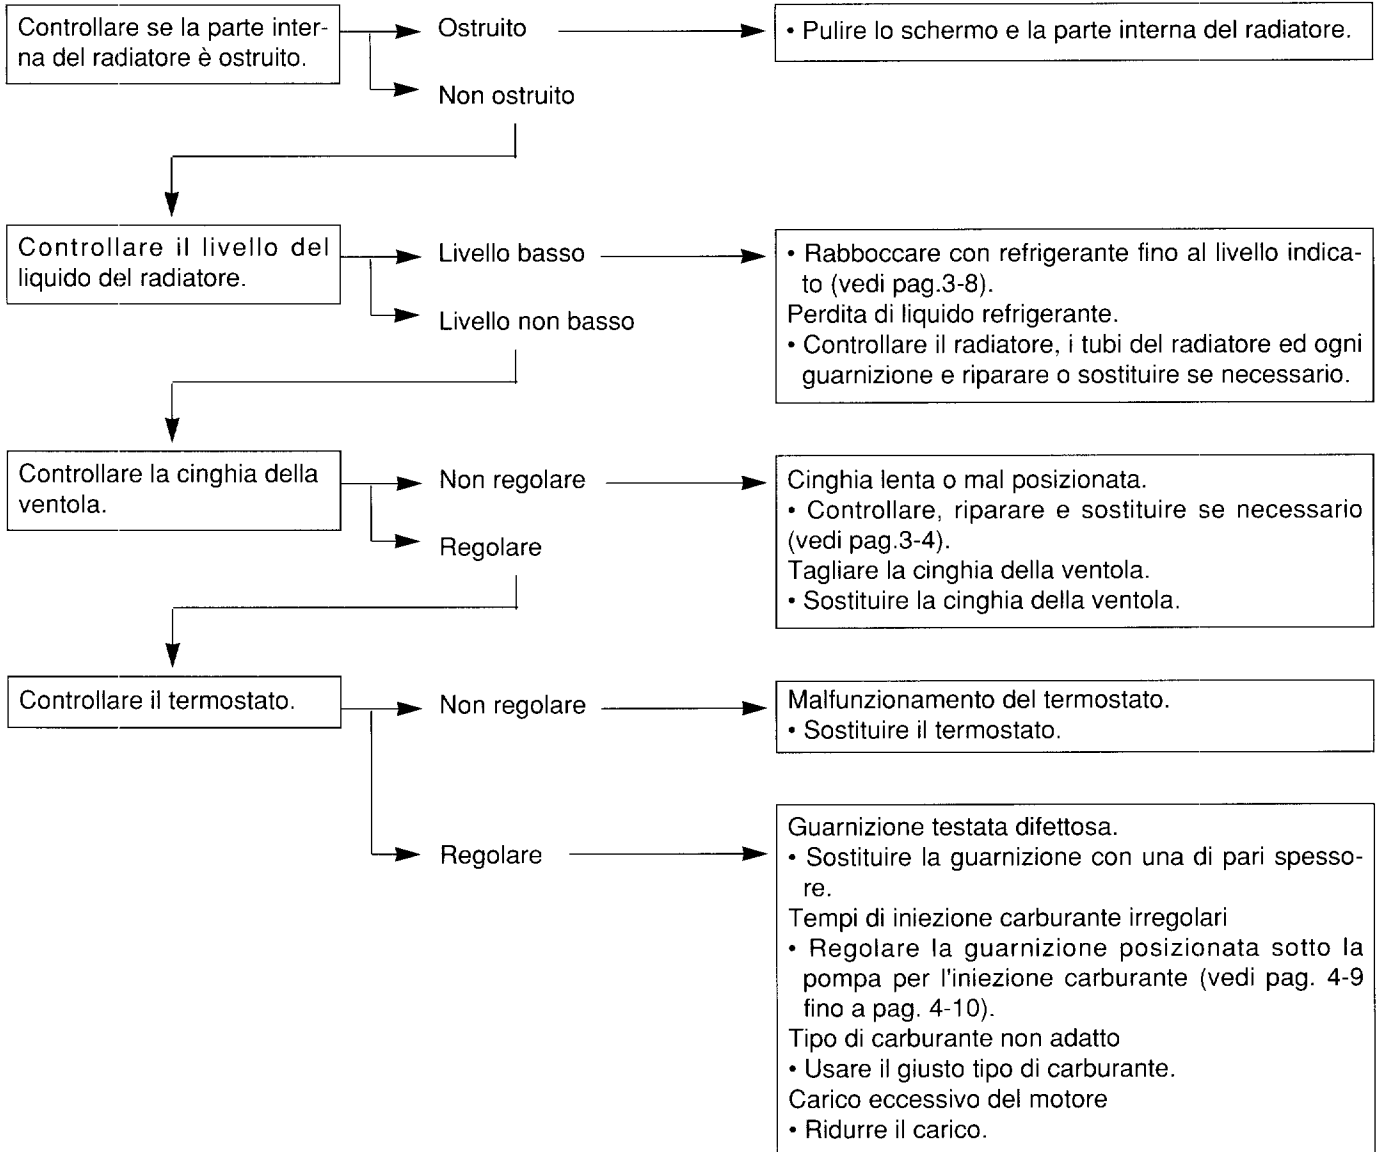 Controllare se la parte inter-
na del radiatore è ostruito.
Ostruito
• Pulire lo schermo e la parte interna del radiatore.
Non ostruito
Controllare il livello del
liquido del radiatore.
Livello basso
• Rabboccare con refrigerante fino al livello indica-
to (vedi pag.3-8).
Perdita di liquido refrigerante.
• Controllare il radiatore, i tubi del radiatore ed ogni
guarnizione e riparare o sostituire se necessario.
Livello non basso
Controllare la cinghia della
ventola.
Non regolare
Cinghia lenta o mal posizionata.
• Controllare, riparare e sostituire se necessario
(vedi pag.3-4).
Tagliare la cinghia della ventola.
• Sostituire la cinghia della ventola.
Regolare
Controllare il termostato.
Non regolare
Malfunzionamento del termostato.
• Sostituire il termostato.
Regolare
Guarnizione testata difettosa.
• Sostituire la guarnizione con una di pari spesso-
re.
Tempi di iniezione carburante irregolari
• Regolare la guarnizione posizionata sotto la
pompa per l'iniezione carburante (vedi pag. 4-9
fino a pag. 4-10).
Tipo di carburante non adatto
• Usare il giusto tipo di carburante.
Carico eccessivo del motore
• Ridurre il carico.